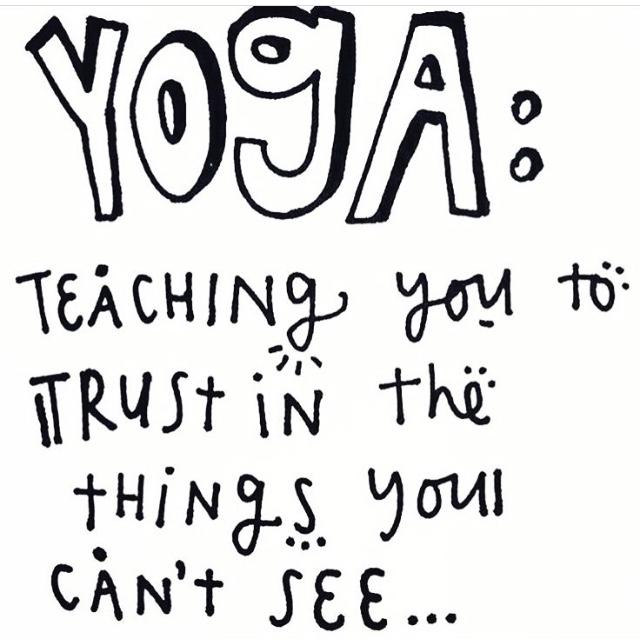 YOGA:
TEACHING you to
TRUST iN the
tHiNgS you
CAN't SEE...